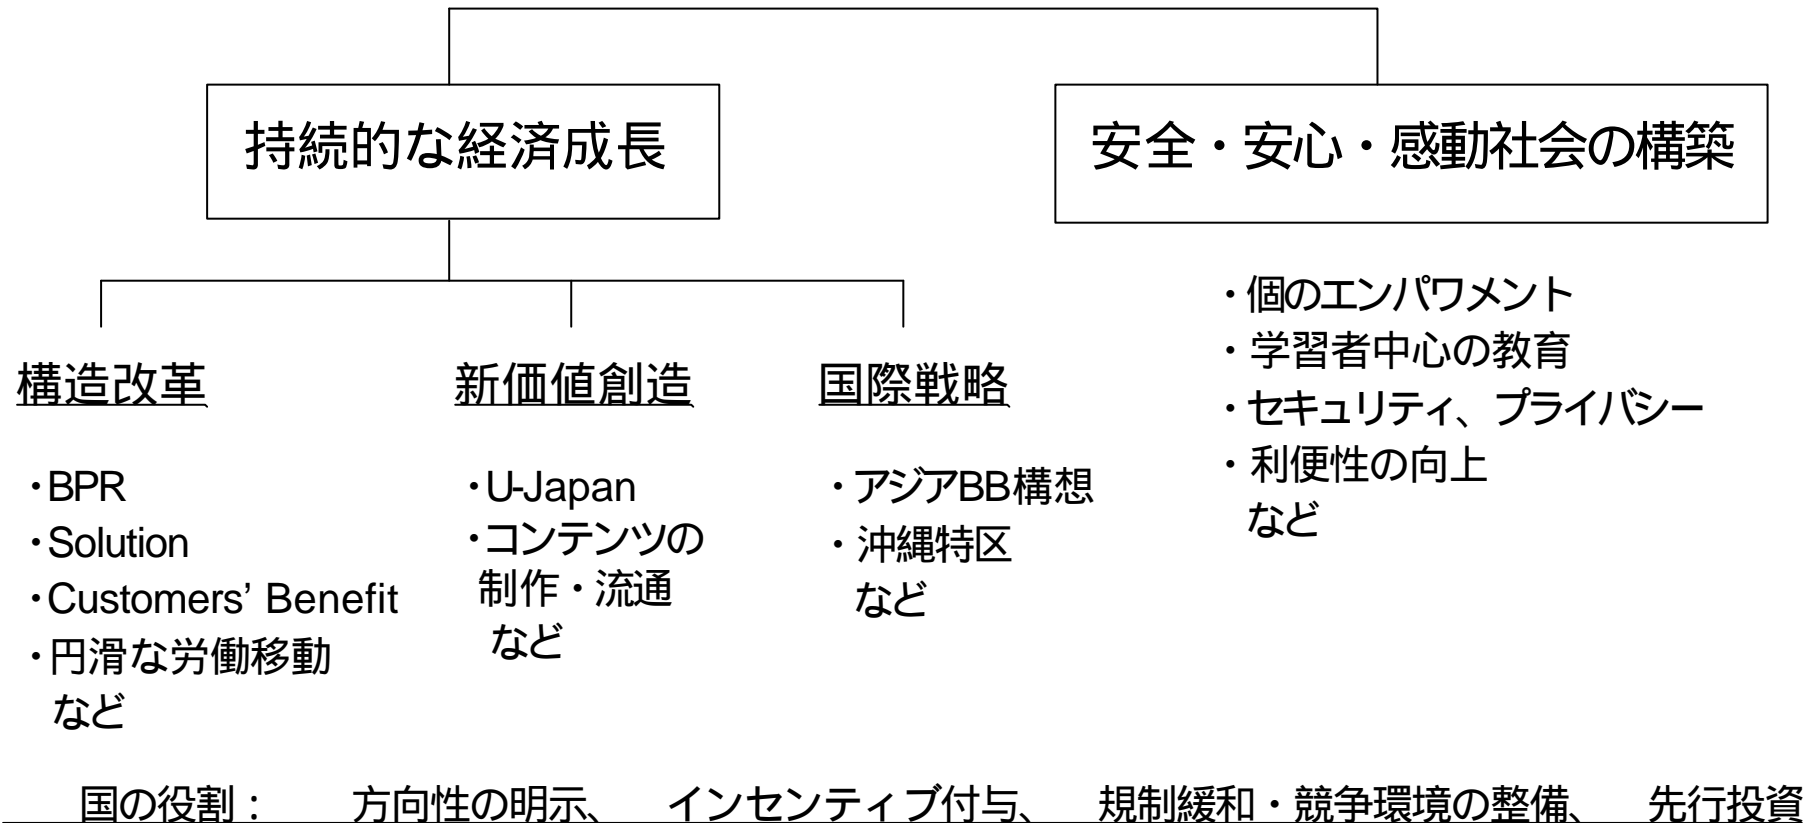 持続的な経済成長
安全・安心・感動社会の構築
構造改革
・BPR
・Solution
・Customers’ Benefit
・円滑な労働移動
など
新価値創造
・U-Japan
・コンテンツの
制作・流通
など
国際戦略
・アジアBB構想
・沖縄特区
など
・個のエンパワメント
・学習者中心の教育
・セキュリティ、プライバシー
・利便性の向上
など
国の役割： 方向性の明示、 インセンティブ付与、 規制緩和・競争環境の整備、 先行投資